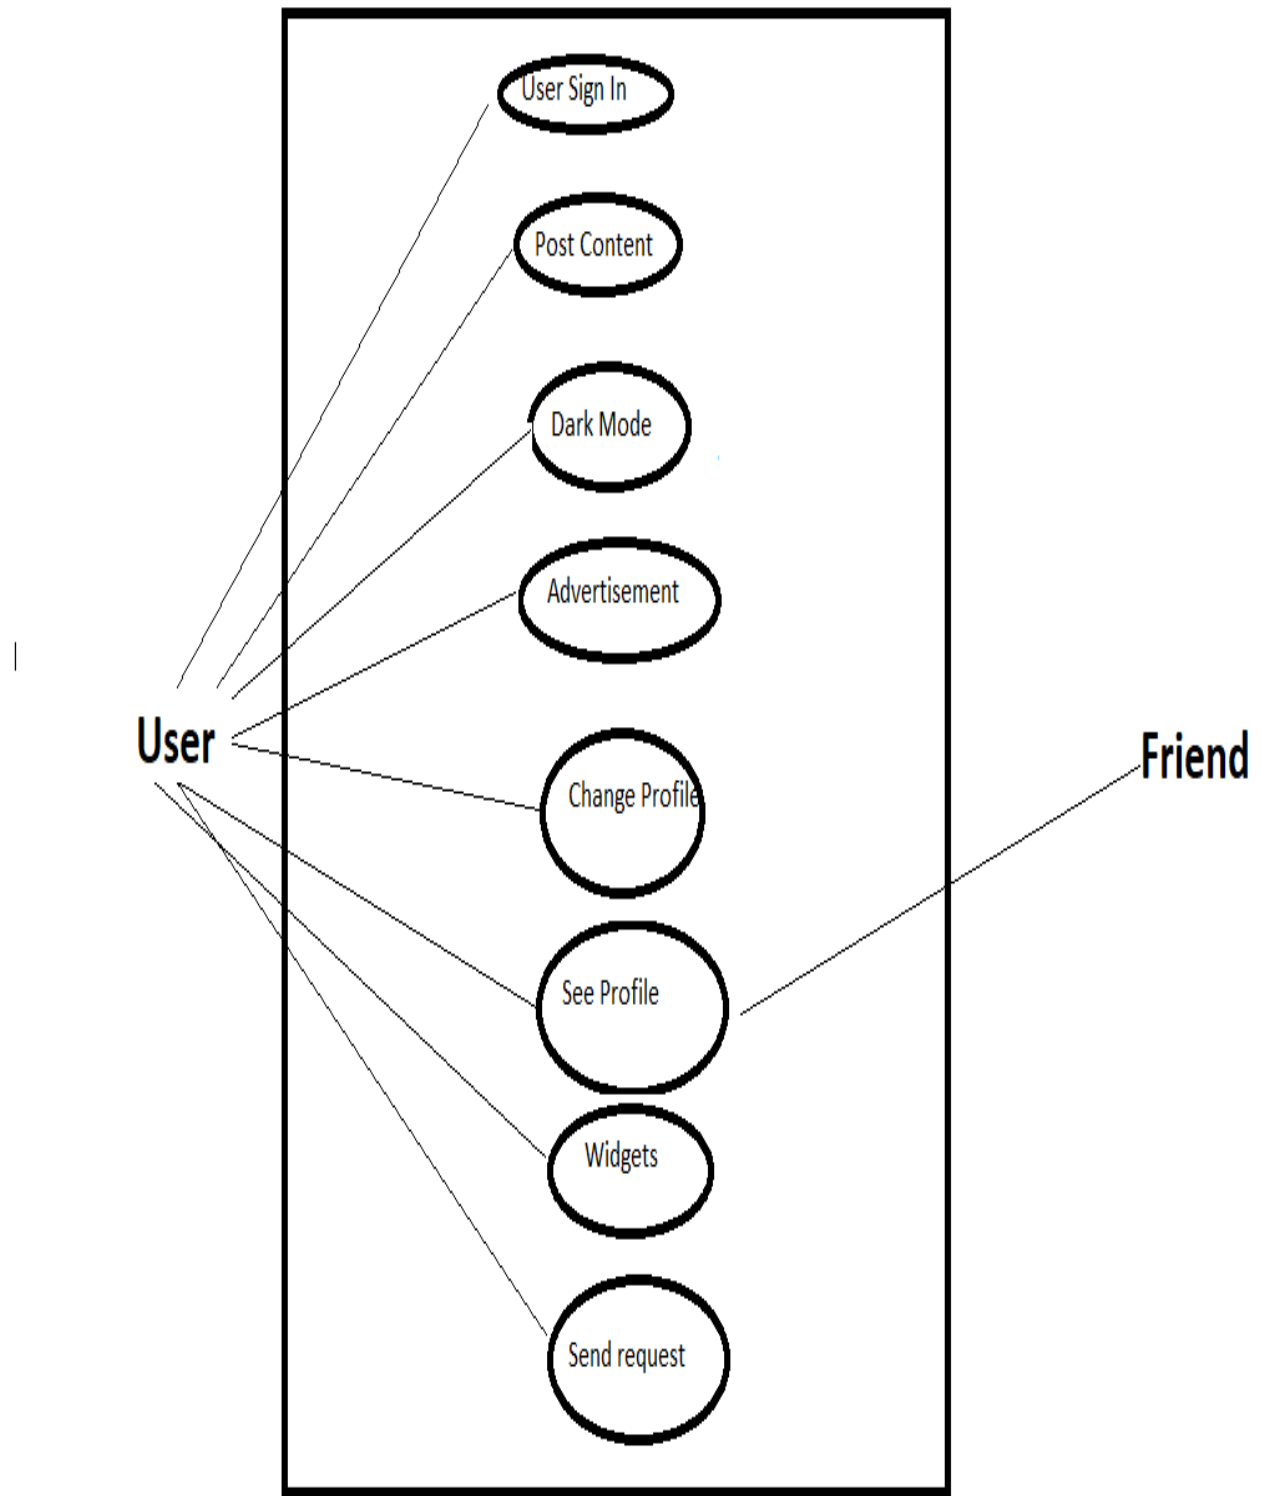 User Sign In
Post Content
Dark Mode
Advertisement
User
Friend
Change Profile
See Profile
Widgets
Send request